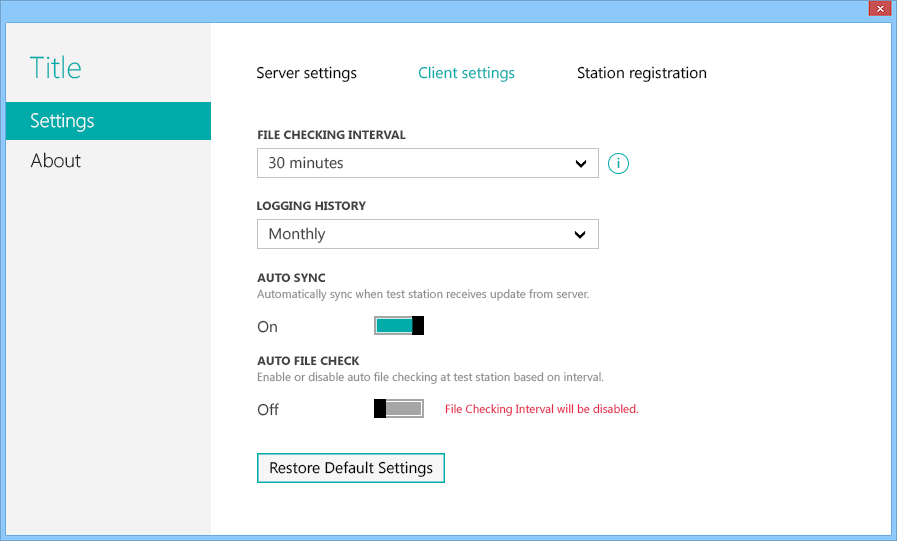 Title
Settings
About
Server settings
Client settings
Station registration
FILE CHECKING INTERVAL
30 minutes
i
LOGGING HISTORY
Monthly
AUTO SYNC
Automatically sync when test station receives update from server.
On
AUTO FILE CHECK
Enable or disable auto file checking at test station based on interval.
Off
File Checking Interval will be disabled.
Restore Default Settings